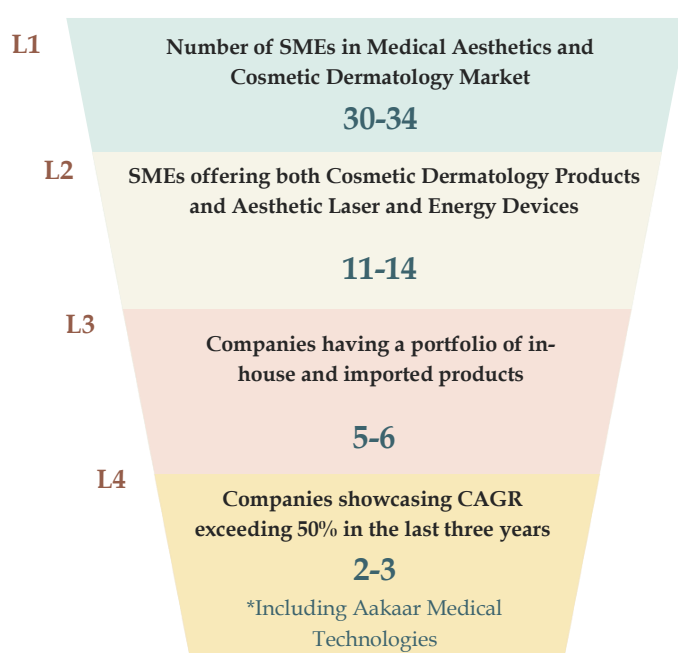 L1
Number of SMEs in Medical Aesthetics and
Cosmetic Dermatology Market
30-34
L2
SMEs offering both Cosmetic Dermatology Products
and Aesthetic Laser and Energy Devices
11-14
L3
Companies having a portfolio of in-
house and imported products
5-6
L4
Companies showcasing CAGR
exceeding 50% in the last three years
2-3
*Including Aakaar Medical
Technologies